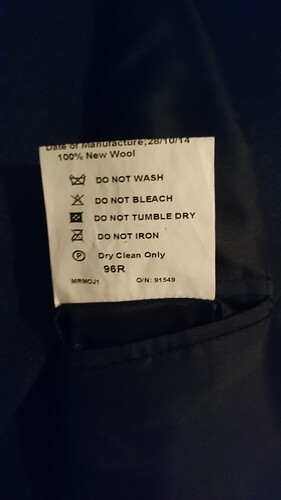 Date of Manufacture;28/10/14
100% New Wool
DO NOT WASH
DO NOT BLEACH
DO NOT TUMBLE DRY
DO NOT IRON
P Dry Clean Only
96R
MRMOJ1 O/N: 91549